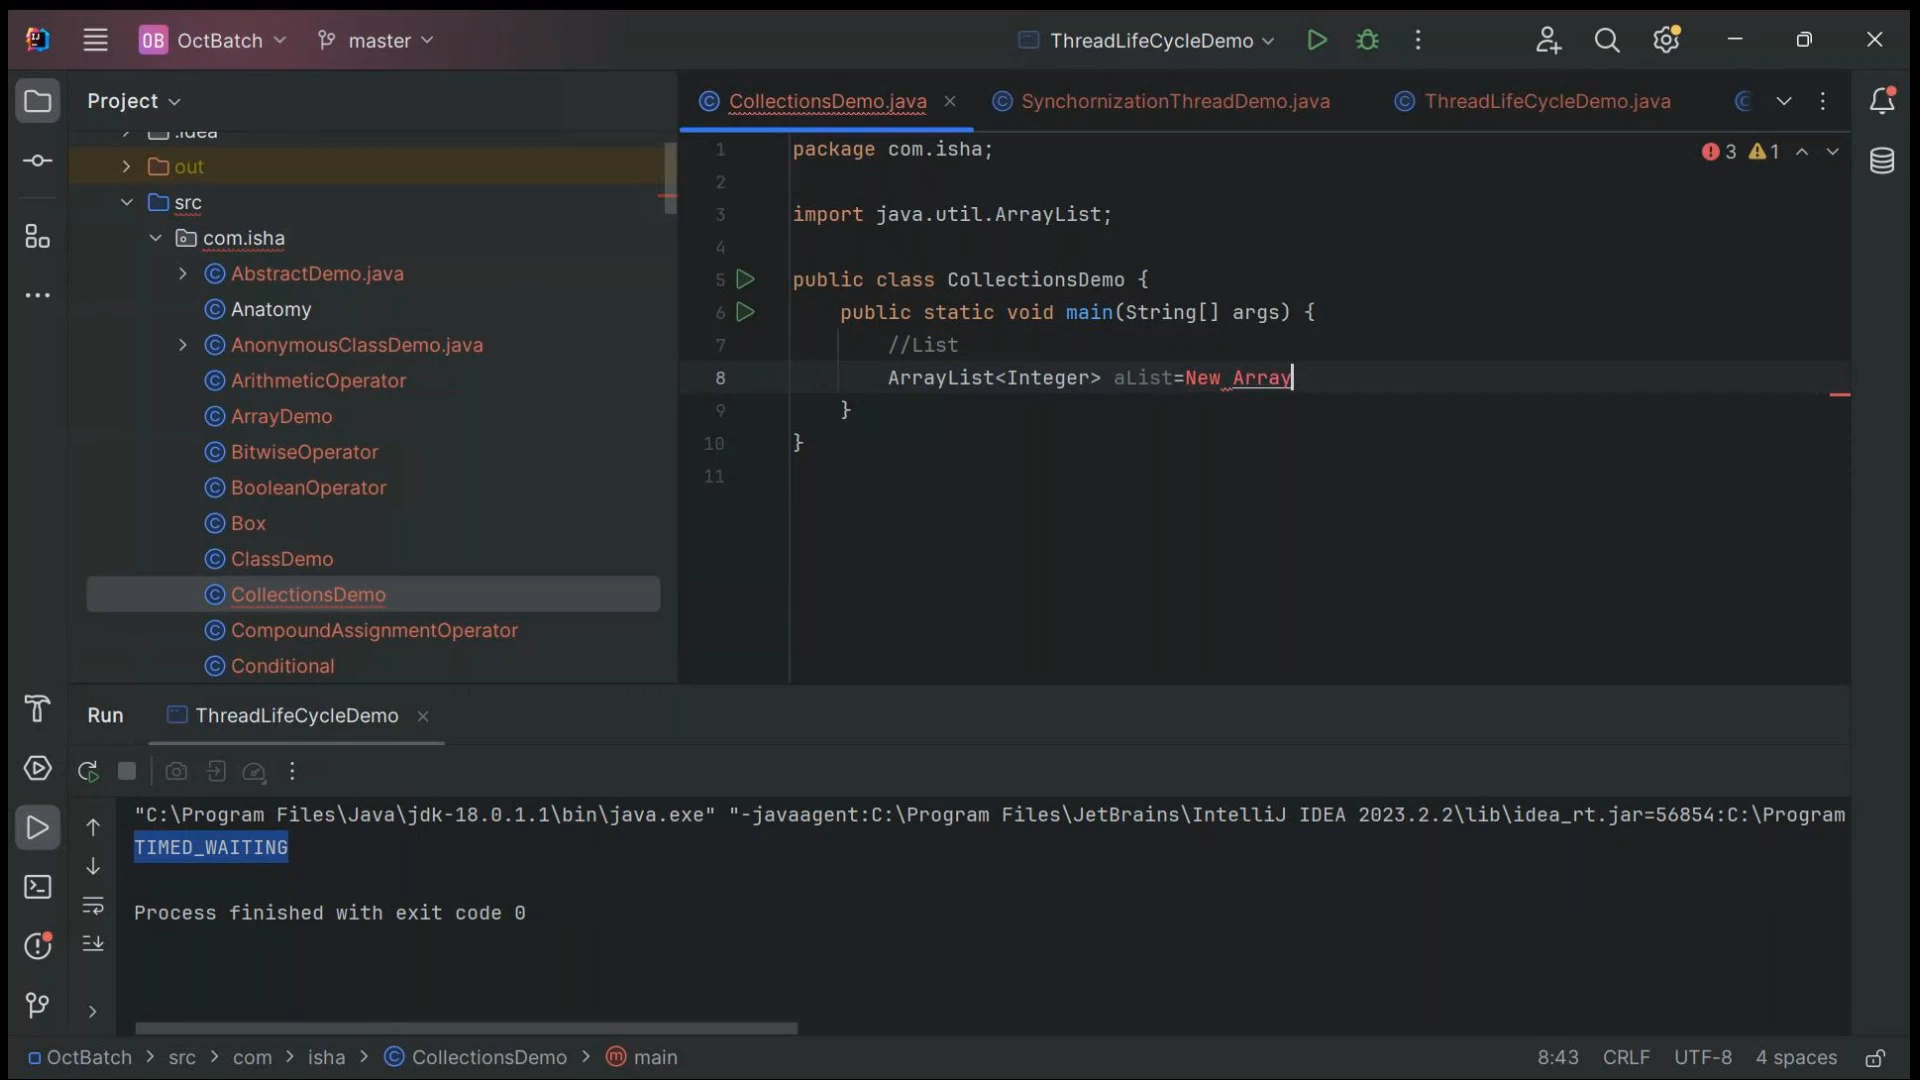 OB OctBatch master ThreadLifeCycleDemo
Project
CollectionsDemo.java SynchornizationThreadDemo.java ThreadLifeCycleDemo.java
.idea
out
src
com.isha
AbstractDemo.java
Anatomy
AnonymousClassDemo.java
ArithmeticOperator
ArrayDemo
BitwiseOperator
BooleanOperator
Box
ClassDemo
CollectionsDemo
CompoundAssignmentOperator
Conditional
3 1
1 package com.isha;
2
3 import java.util.ArrayList;
4
5 public class CollectionsDemo {
6 public static void main(String[] args) {
7 //List
8 ArrayList<Integer> aList=New Array
9 }
10 }
11
Run ThreadLifeCycleDemo
"C:\Program Files\Java\jdk-18.0.1.1\bin\java.exe" "-javaagent:C:\Program Files\JetBrains\IntelliJ IDEA 2023.2.2\lib\idea_rt.jar=56854:C:\Program
TIMED_WAITING
Process finished with exit code 0
OctBatch > src > com > isha > CollectionsDemo > main 8:43 CRLF UTF-8 4 spaces